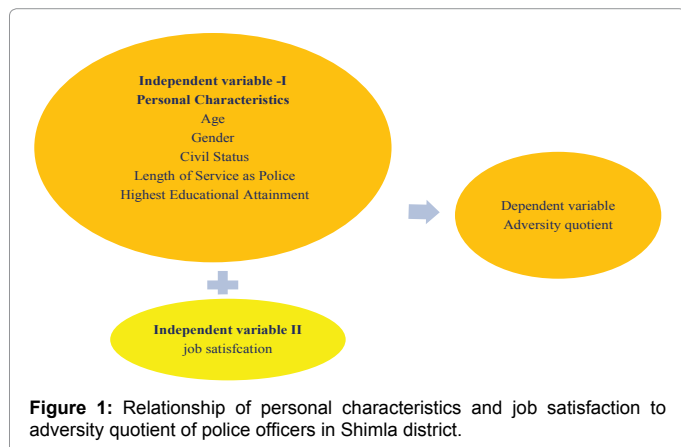 Independent variable -I
Personal Characteristics
Age
Gender
Civil Status
Length of Service as Police
Highest Educational Attainment
Dependent variable
Adversity quotient
Independent variable II
job satisfcation
Figure 1: Relationship of personal characteristics and job satisfaction to
adversity quotient of police officers in Shimla district.